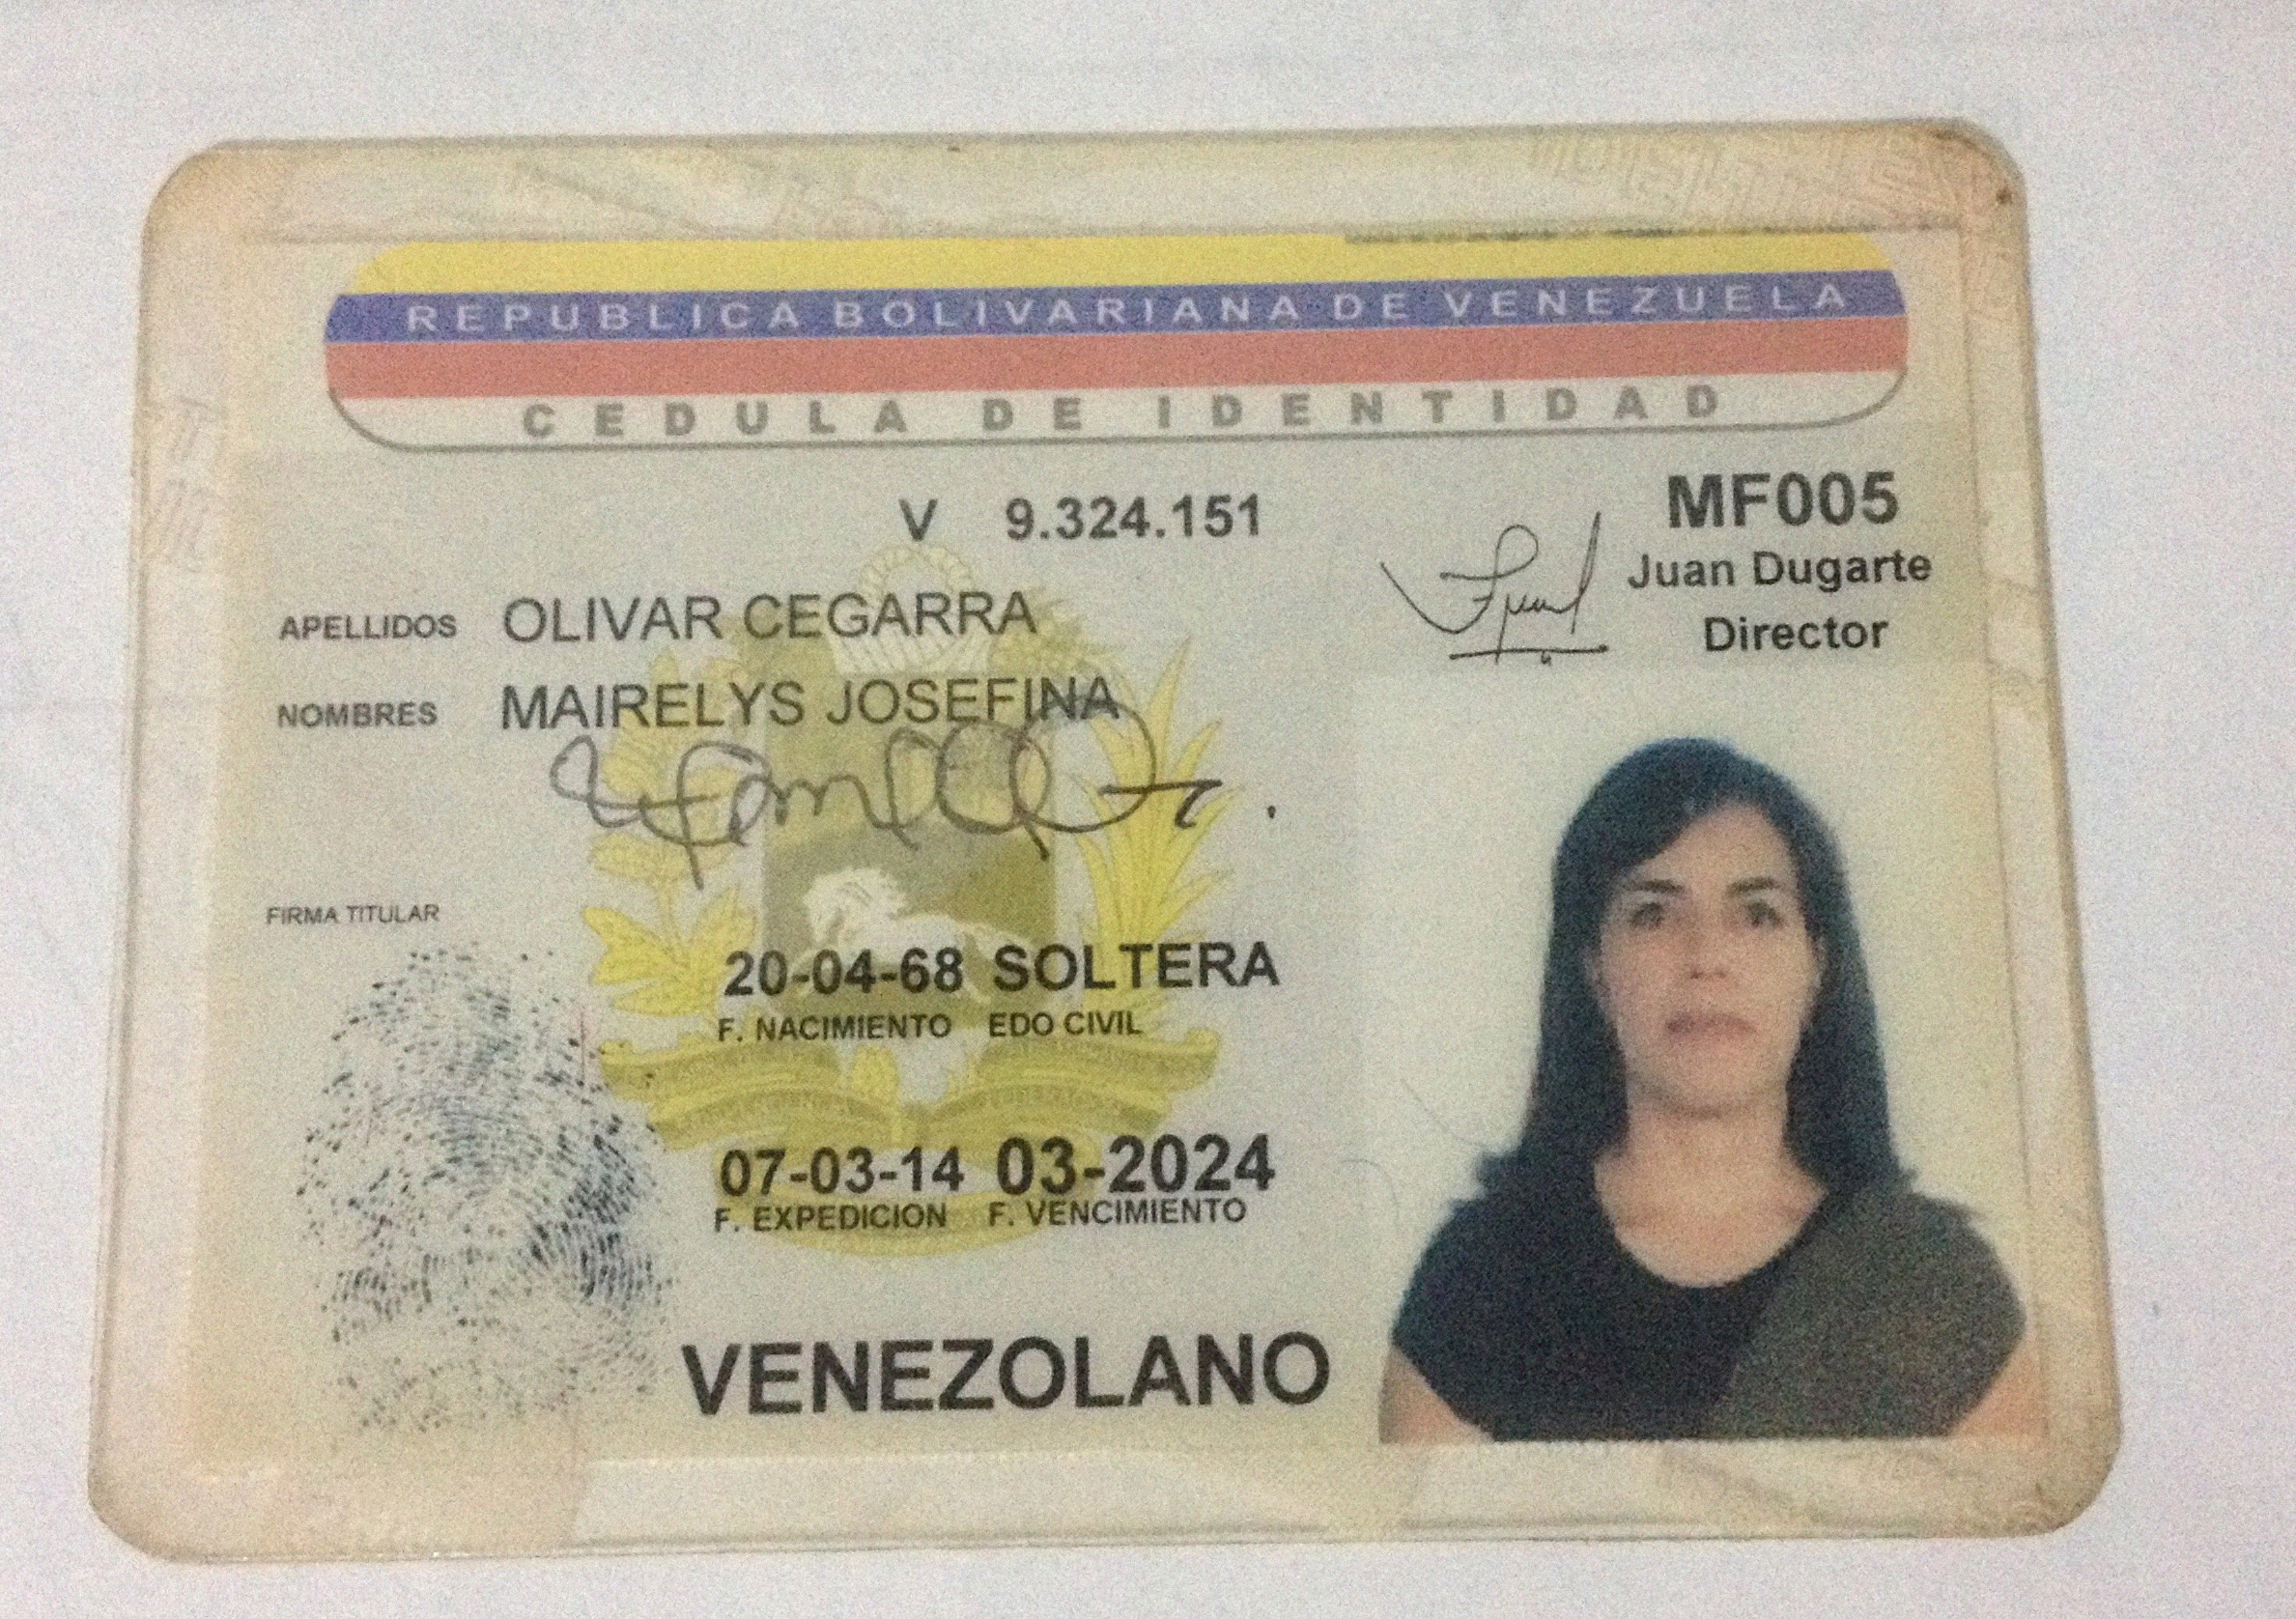 REPUBLICA BOLIVARIANA DE VENEZUELA
CEDULA DE IDENTIDAD
V 9.324.151
MF005
Juan Dugarte
Director
APELLIDOS OLIVAR CEGARRA
NOMBRES MAIRELYS JOSEFINA
FIRMA TITULAR
20-04-68 SOLTERA
F. NACIMIENTO EDO CIVIL
07-03-14 03-2024
F. EXPEDICION F. VENCIMIENTO
VENEZOLANO